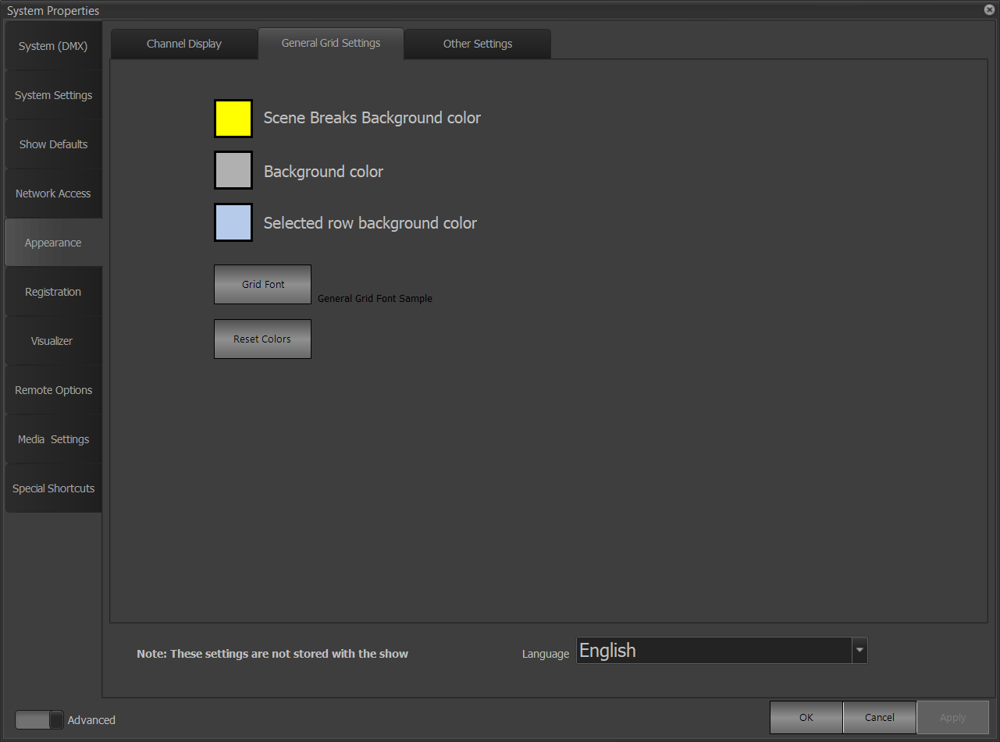 System Properties
System (DMX)
System Settings
Show Defaults
Network Access
Appearance
Registration
Visualizer
Remote Options
Media  Settings
Special Shortcuts
Channel Display
General Grid Settings
Other Settings
Scene Breaks Background color
Background color
Selected row background color
Grid Font
General Grid Font Sample
Reset Colors
Note: These settings are not stored with the show
Language
English
Advanced
OK
Cancel
Apply